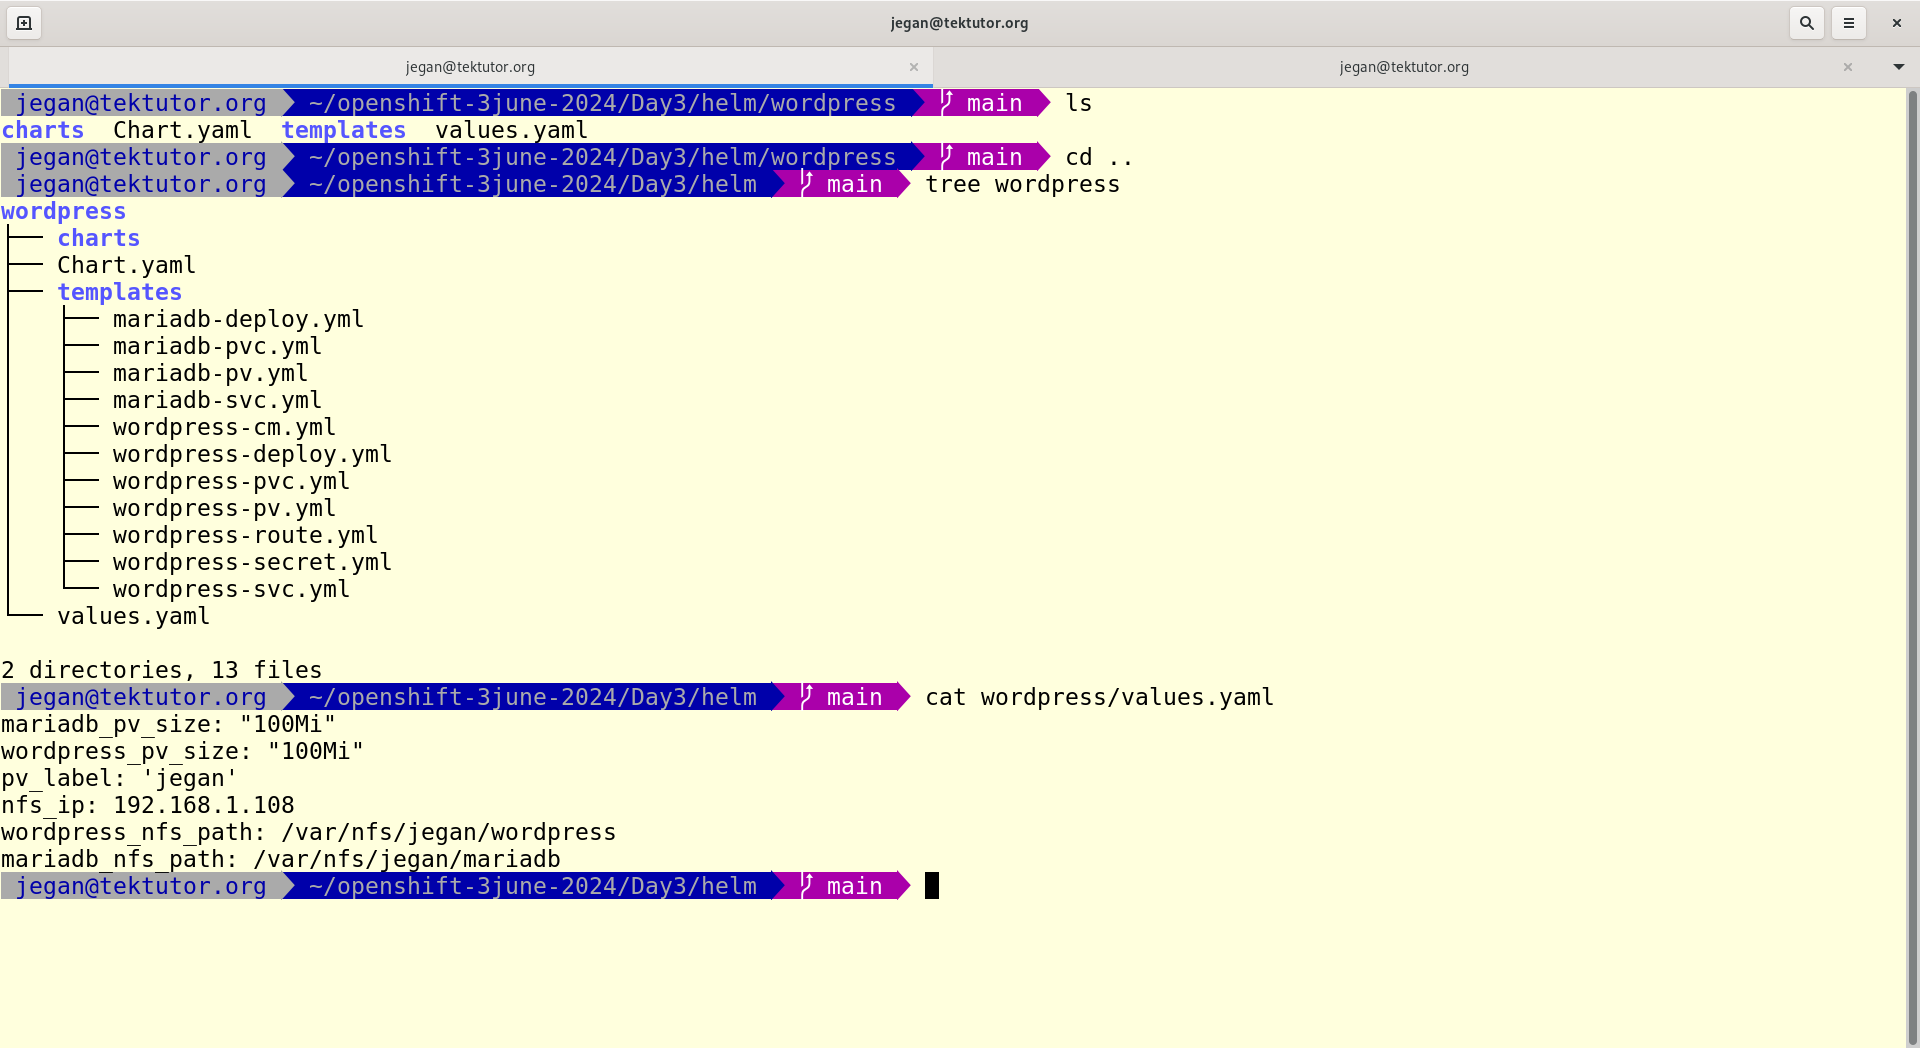 jegan@tektutor.org
jegan@tektutor.org jegan@tektutor.org
jegan@tektutor.org ~/openshift-3june-2024/Day3/helm/wordpress main ls
charts Chart.yaml templates values.yaml
jegan@tektutor.org ~/openshift-3june-2024/Day3/helm/wordpress main cd ..
jegan@tektutor.org ~/openshift-3june-2024/Day3/helm main tree wordpress
wordpress
├── charts
├── Chart.yaml
├── templates
│   ├── mariadb-deploy.yml
│   ├── mariadb-pvc.yml
│   ├── mariadb-pv.yml
│   ├── mariadb-svc.yml
│   ├── wordpress-cm.yml
│   ├── wordpress-deploy.yml
│   ├── wordpress-pvc.yml
│   ├── wordpress-pv.yml
│   ├── wordpress-route.yml
│   ├── wordpress-secret.yml
│   └── wordpress-svc.yml
└── values.yaml
2 directories, 13 files
jegan@tektutor.org ~/openshift-3june-2024/Day3/helm main cat wordpress/values.yaml
mariadb_pv_size: "100Mi"
wordpress_pv_size: "100Mi"
pv_label: 'jegan'
nfs_ip: 192.168.1.108
wordpress_nfs_path: /var/nfs/jegan/wordpress
mariadb_nfs_path: /var/nfs/jegan/mariadb
jegan@tektutor.org ~/openshift-3june-2024/Day3/helm main